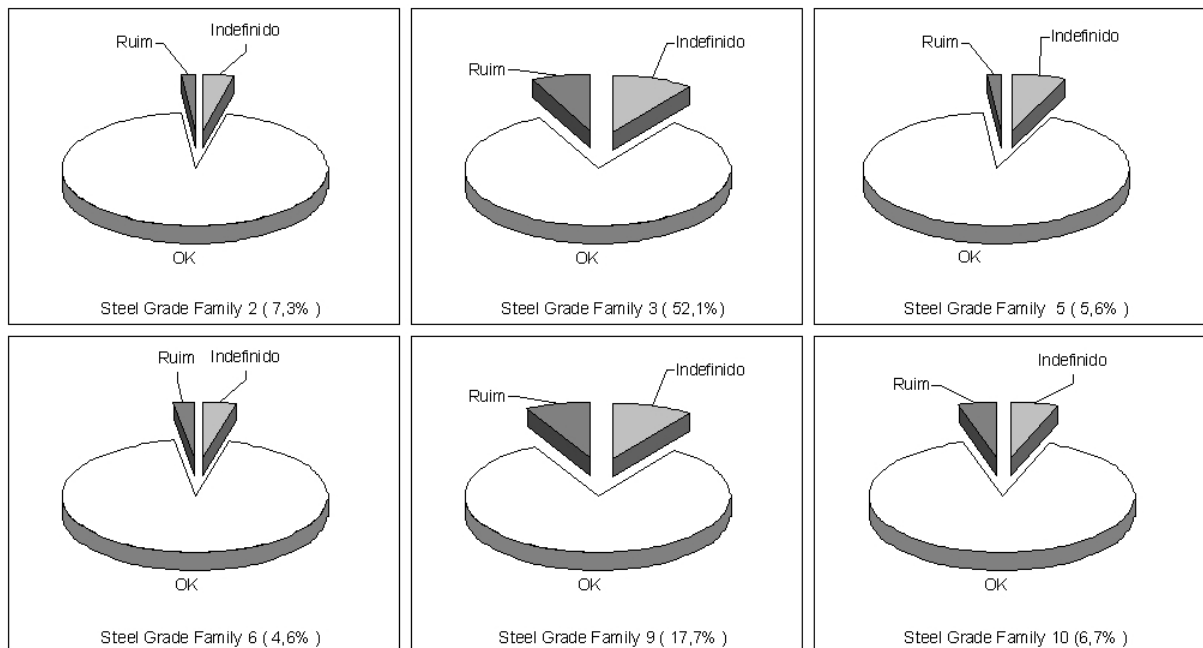 Ruim
Indefinido
OK
Steel Grade Family 2 ( 7,3% )
Ruim
Indefinido
OK
Steel Grade Family 3 ( 52,1%)
Ruim
Indefinido
OK
Steel Grade Family 5 ( 5,6% )
Ruim
Indefinido
OK
Steel Grade Family 6 ( 4,6% )
Ruim
Indefinido
OK
Steel Grade Family 9 ( 17,7% )
Ruim
Indefinido
OK
Steel Grade Family 10 (6,7% )